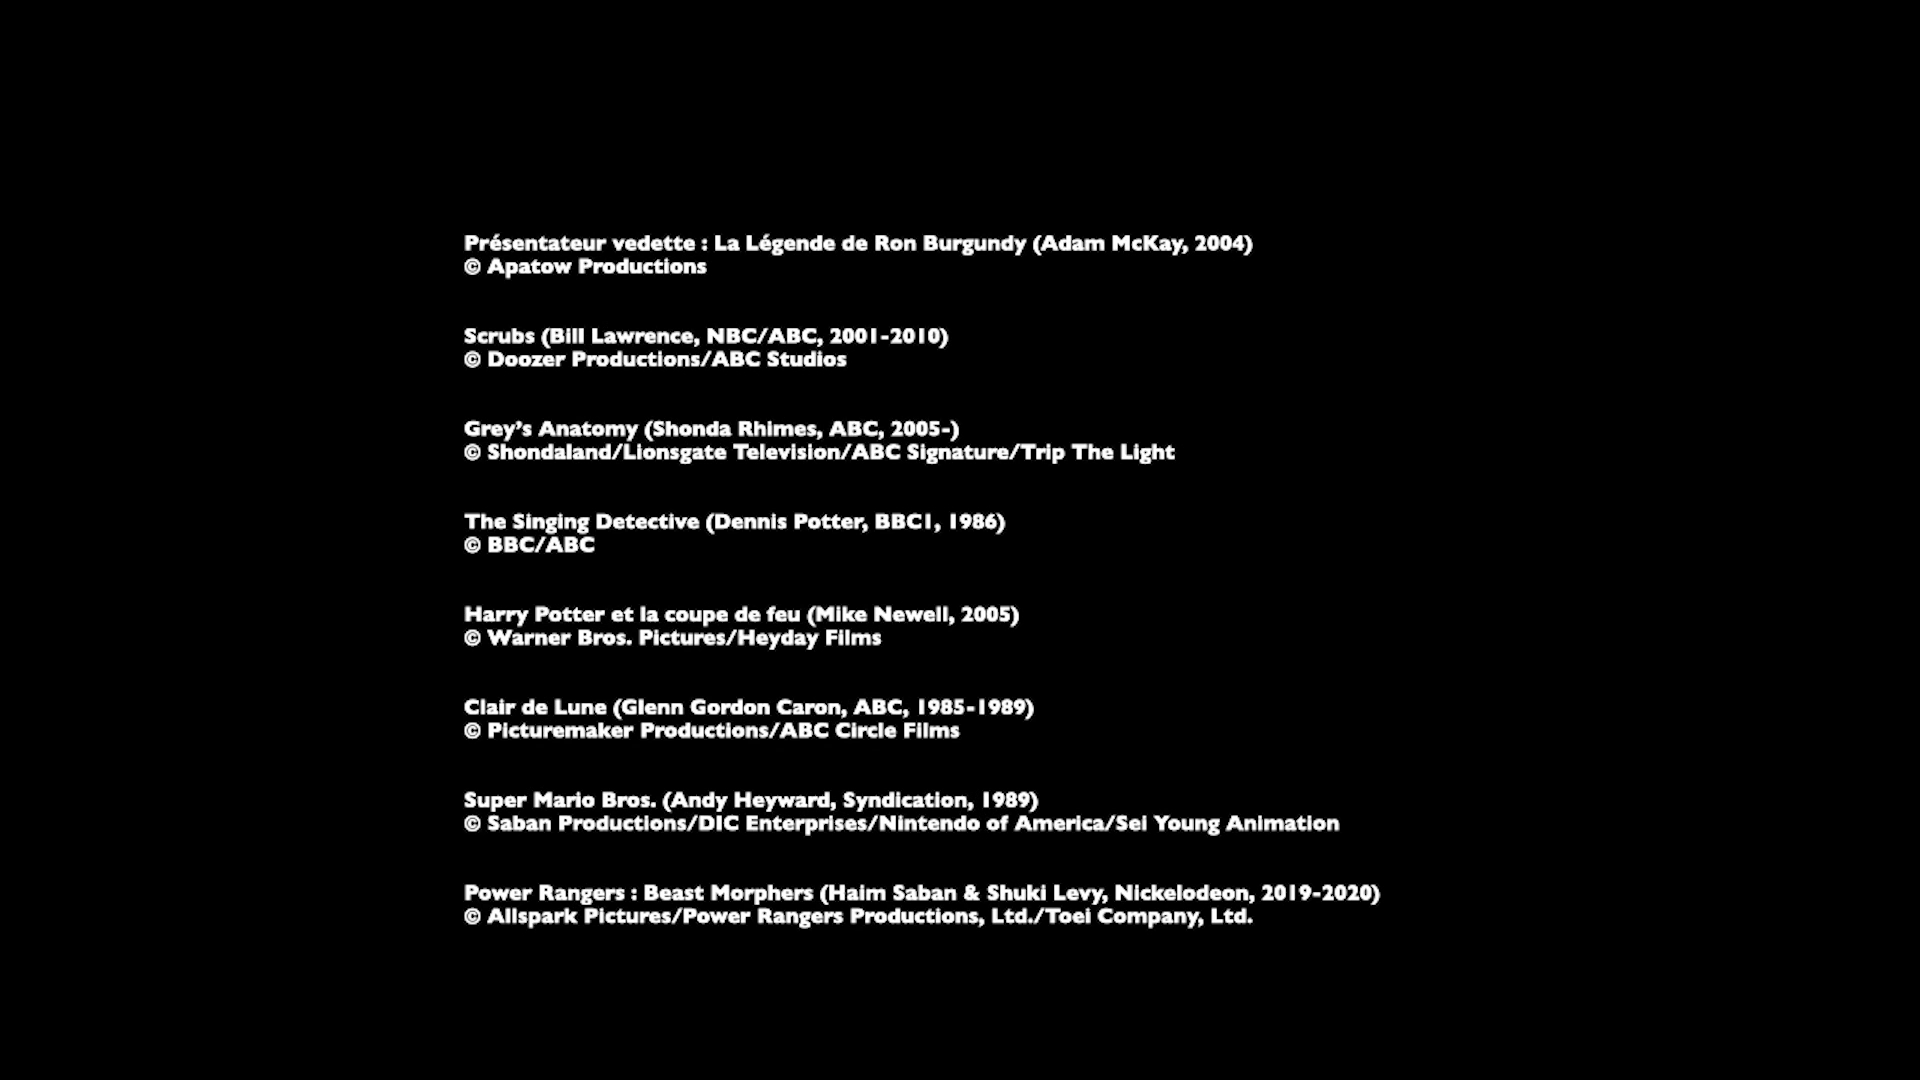 Présentateur vedette : La Légende de Ron Burgundy (Adam McKay, 2004)
© Apatow Productions
Scrubs (Bill Lawrence, NBC/ABC, 2001-2010)
© Doozer Productions/ABC Studios
Grey’s Anatomy (Shonda Rhimes, ABC, 2005-)
© Shondaland/Lionsgate Television/ABC Signature/Trip The Light
The Singing Detective (Dennis Potter, BBC1, 1986)
© BBC/ABC
Harry Potter et la coupe de feu (Mike Newell, 2005)
© Warner Bros. Pictures/Heyday Films
Clair de Lune (Glenn Gordon Caron, ABC, 1985-1989)
© Picturemaker Productions/ABC Circle Films
Super Mario Bros. (Andy Heyward, Syndication, 1989)
© Saban Productions/DIC Enterprises/Nintendo of America/Sei Young Animation
Power Rangers : Beast Morphers (Haim Saban & Shuki Levy, Nickelodeon, 2019-2020)
© Allspark Pictures/Power Rangers Productions, Ltd./Toei Company, Ltd.